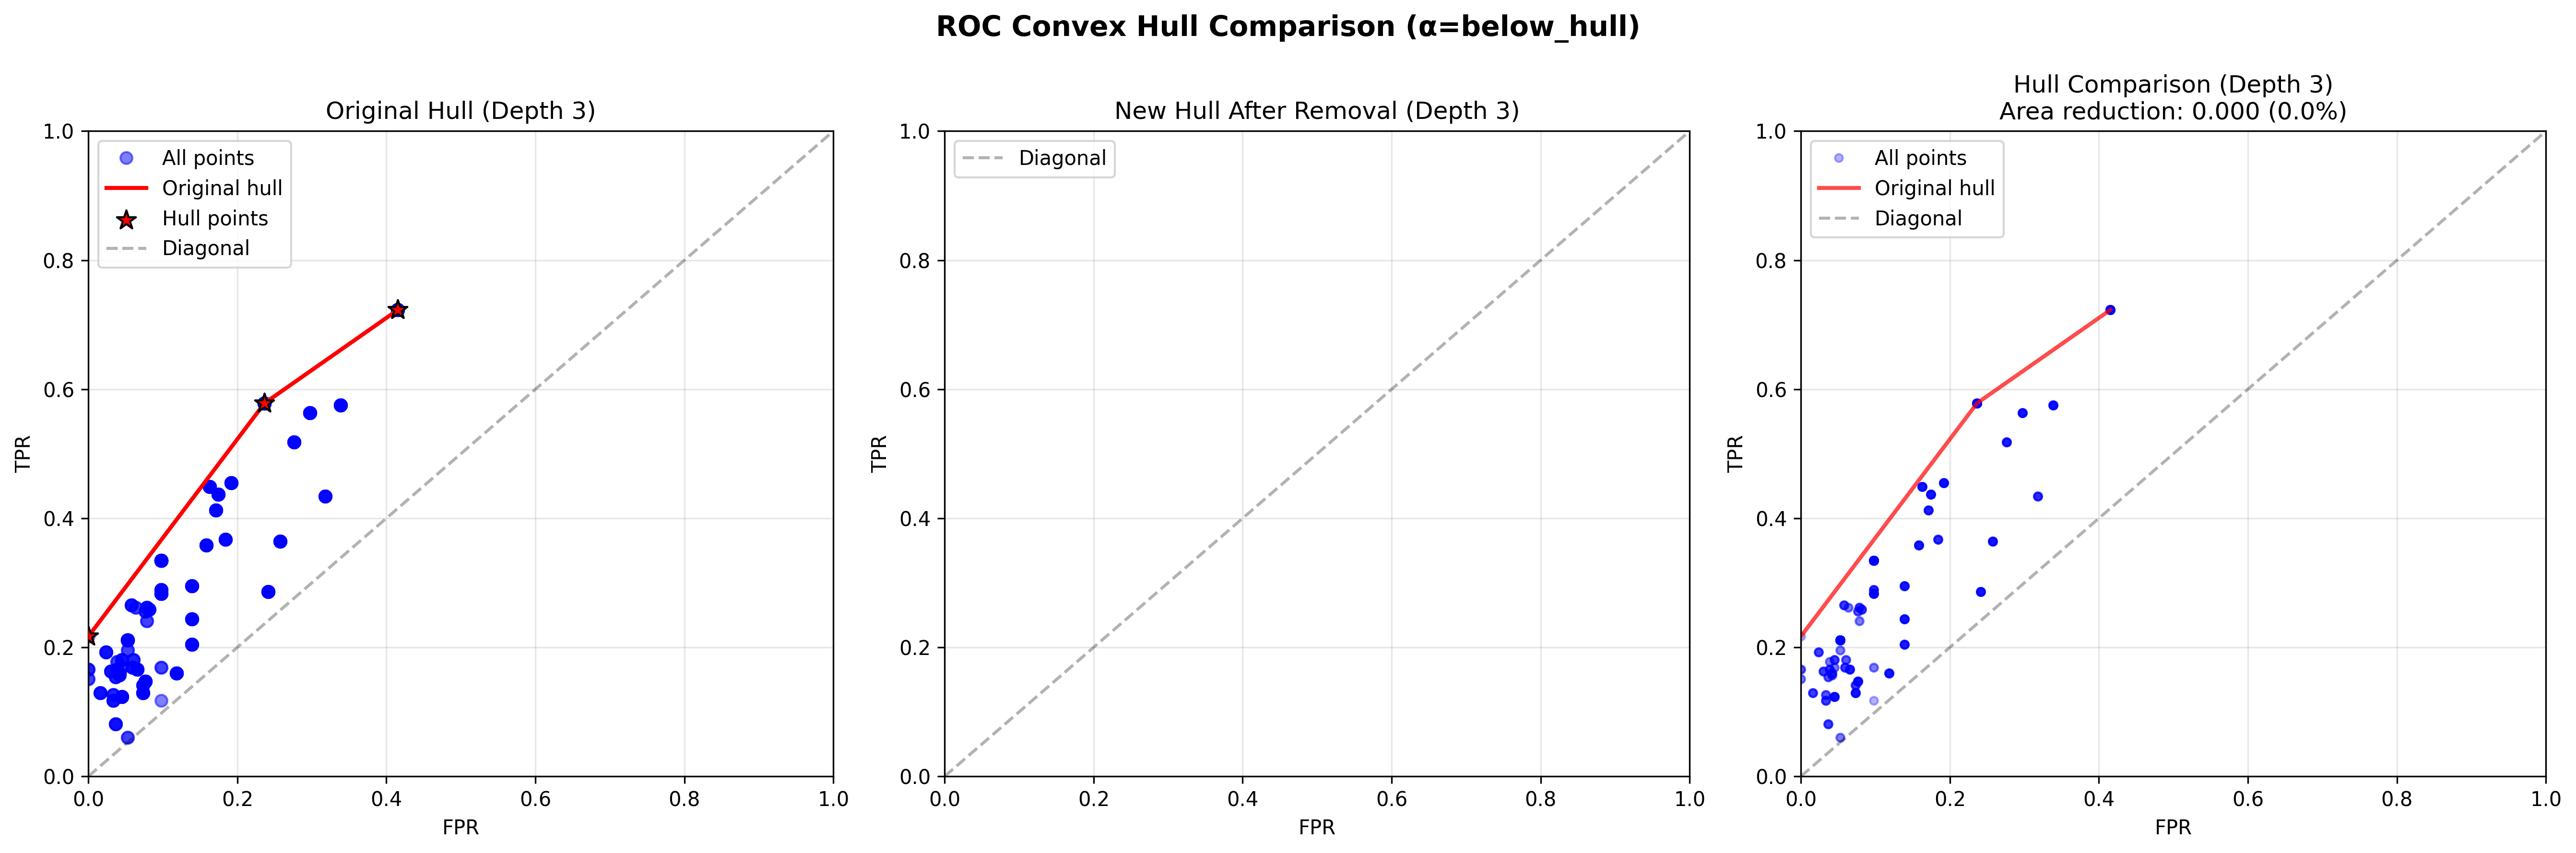 ROC Convex Hull Comparison (α=below_hull)
Original Hull (Depth 3)
1.0
0.8
0.6
0.4
0.2
0.0
TPR
All points
Original hull
Hull points
Diagonal
0.0 0.2 0.4 0.6 0.8 1.0
FPR
New Hull After Removal (Depth 3)
1.0
0.8
0.6
0.4
0.2
0.0
TPR
Diagonal
0.0 0.2 0.4 0.6 0.8 1.0
FPR
Hull Comparison (Depth 3)
Area reduction: 0.000 (0.0%)
1.0
0.8
0.6
0.4
0.2
0.0
TPR
All points
Original hull
Diagonal
0.0 0.2 0.4 0.6 0.8 1.0
FPR